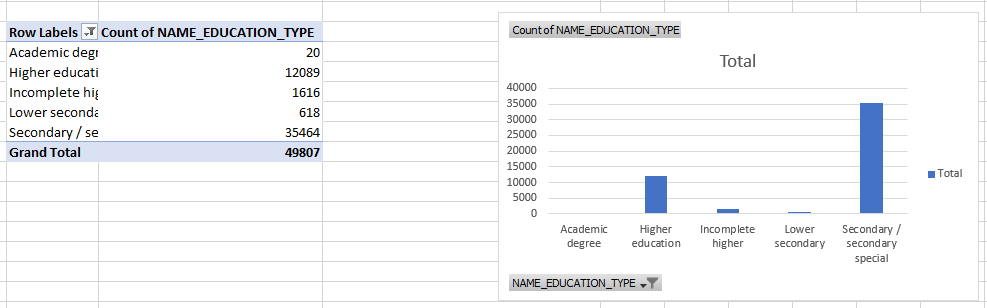 Row Labels Count of NAME_EDUCATION_TYPE
Academic degr 20
Higher educati 12089
Incomplete hig 1616
Lower seconda 618
Secondary / se 35464
Grand Total 49807
Count of NAME_EDUCATION_TYPE
Total
40000
35000
30000
25000
20000
15000
10000
5000
0
Academic degree
Higher education
Incomplete higher
Lower secondary
Secondary / secondary special
Total
NAME_EDUCATION_TYPE